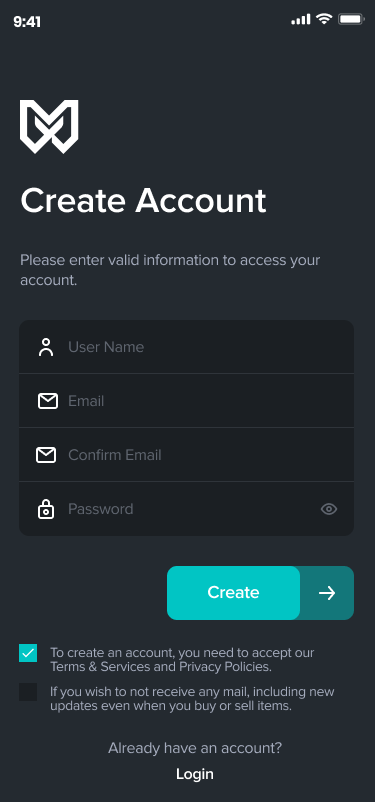 9:41
Create Account
Please enter valid information to access your
account.
User Name
Email
Confirm Email
Password
Create
To create an account, you need to accept our
Terms & Services and Privacy Policies.
If you wish to not receive any mail, including new
updates even when you buy or sell items.
Already have an account?
Login